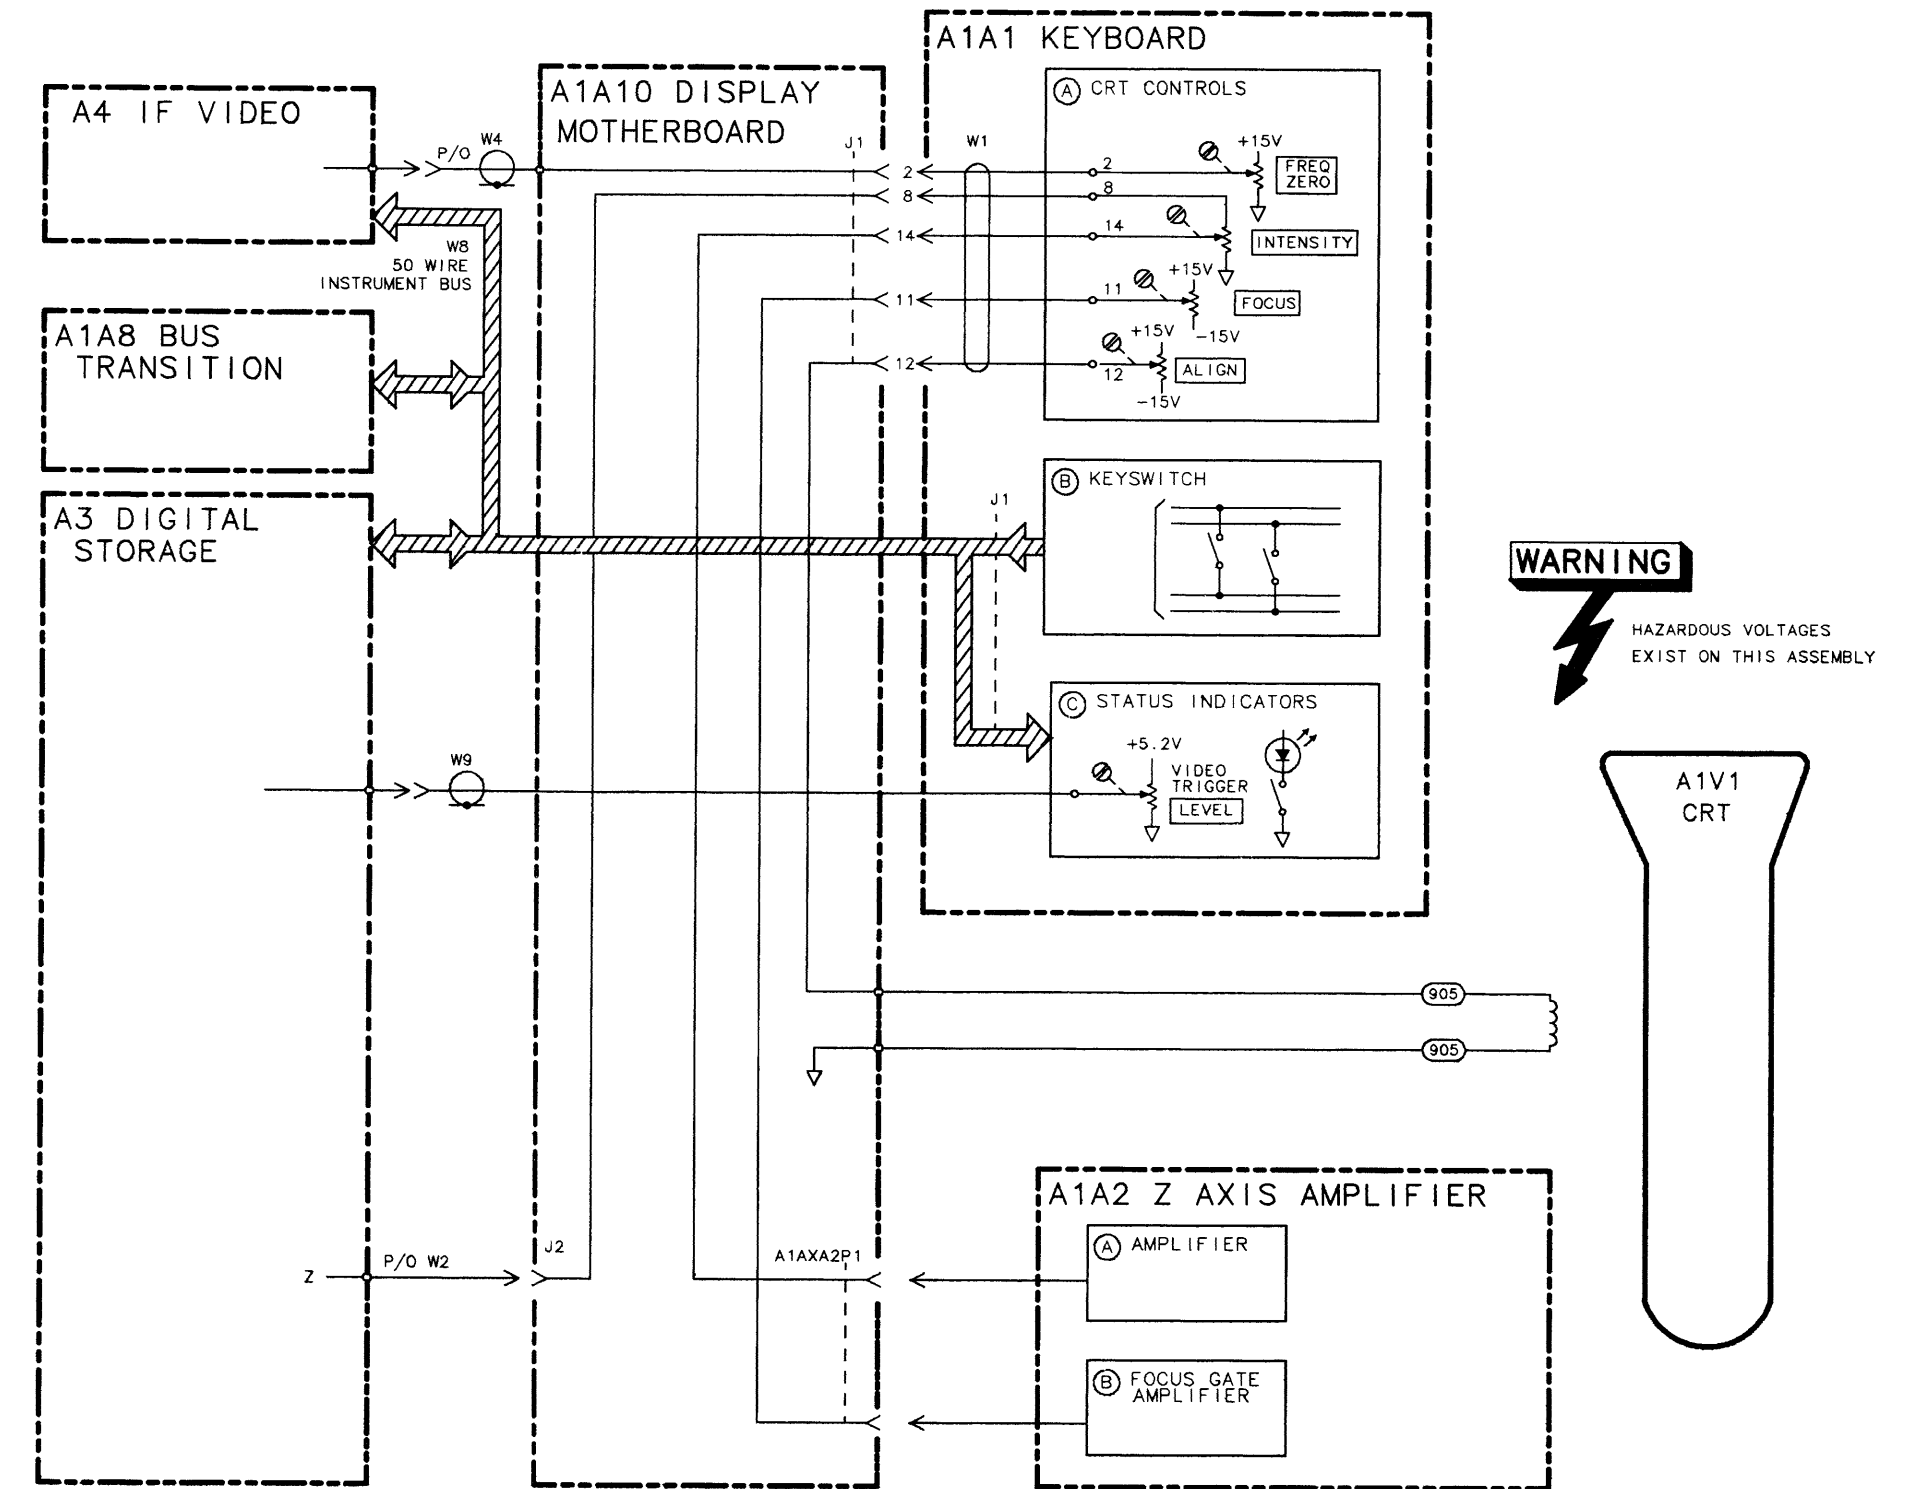 A1A1 KEYBOARD
A4 IF VIDEO
A1A10 DISPLAY
MOTHERBOARD
A CRT CONTROLS
P/O
W4
J1
W1
2
2
+15V
FREQ
ZERO
8
8
14
14
INTENSITY
W8
50 WIRE
INSTRUMENT BUS
11
11
+15V
FOCUS
-15V
12
12
+15V
ALIGN
-15V
A1A8 BUS
TRANSITION
A3 DIGITAL
STORAGE
J1
B KEYSWITCH
WARNING
HAZARDOUS VOLTAGES
EXIST ON THIS ASSEMBLY
C STATUS INDICATORS
+5.2V
VIDEO
TRIGGER
LEVEL
W9
A1V1
CRT
905
905
A1A2 Z AXIS AMPLIFIER
Z
P/O W2
J2
A1AXA2P1
A AMPLIFIER
B FOCUS GATE
AMPLIFIER